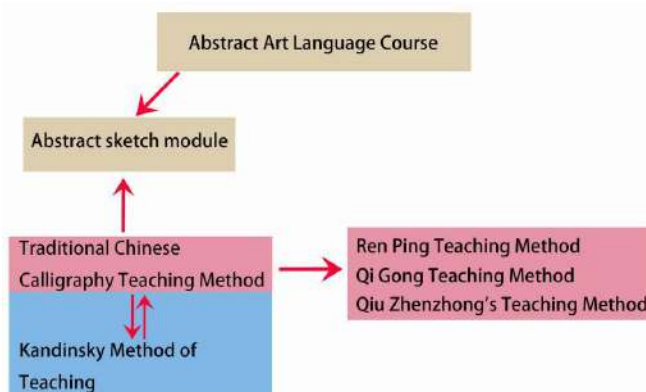 Abstract Art Language Course
Abstract sketch module
Traditional Chinese
Calligraphy Teaching Method
Kandinsky Method of
Teaching
Ren Ping Teaching Method
Qi Gong Teaching Method
Qiu Zhenzhong's Teaching Method